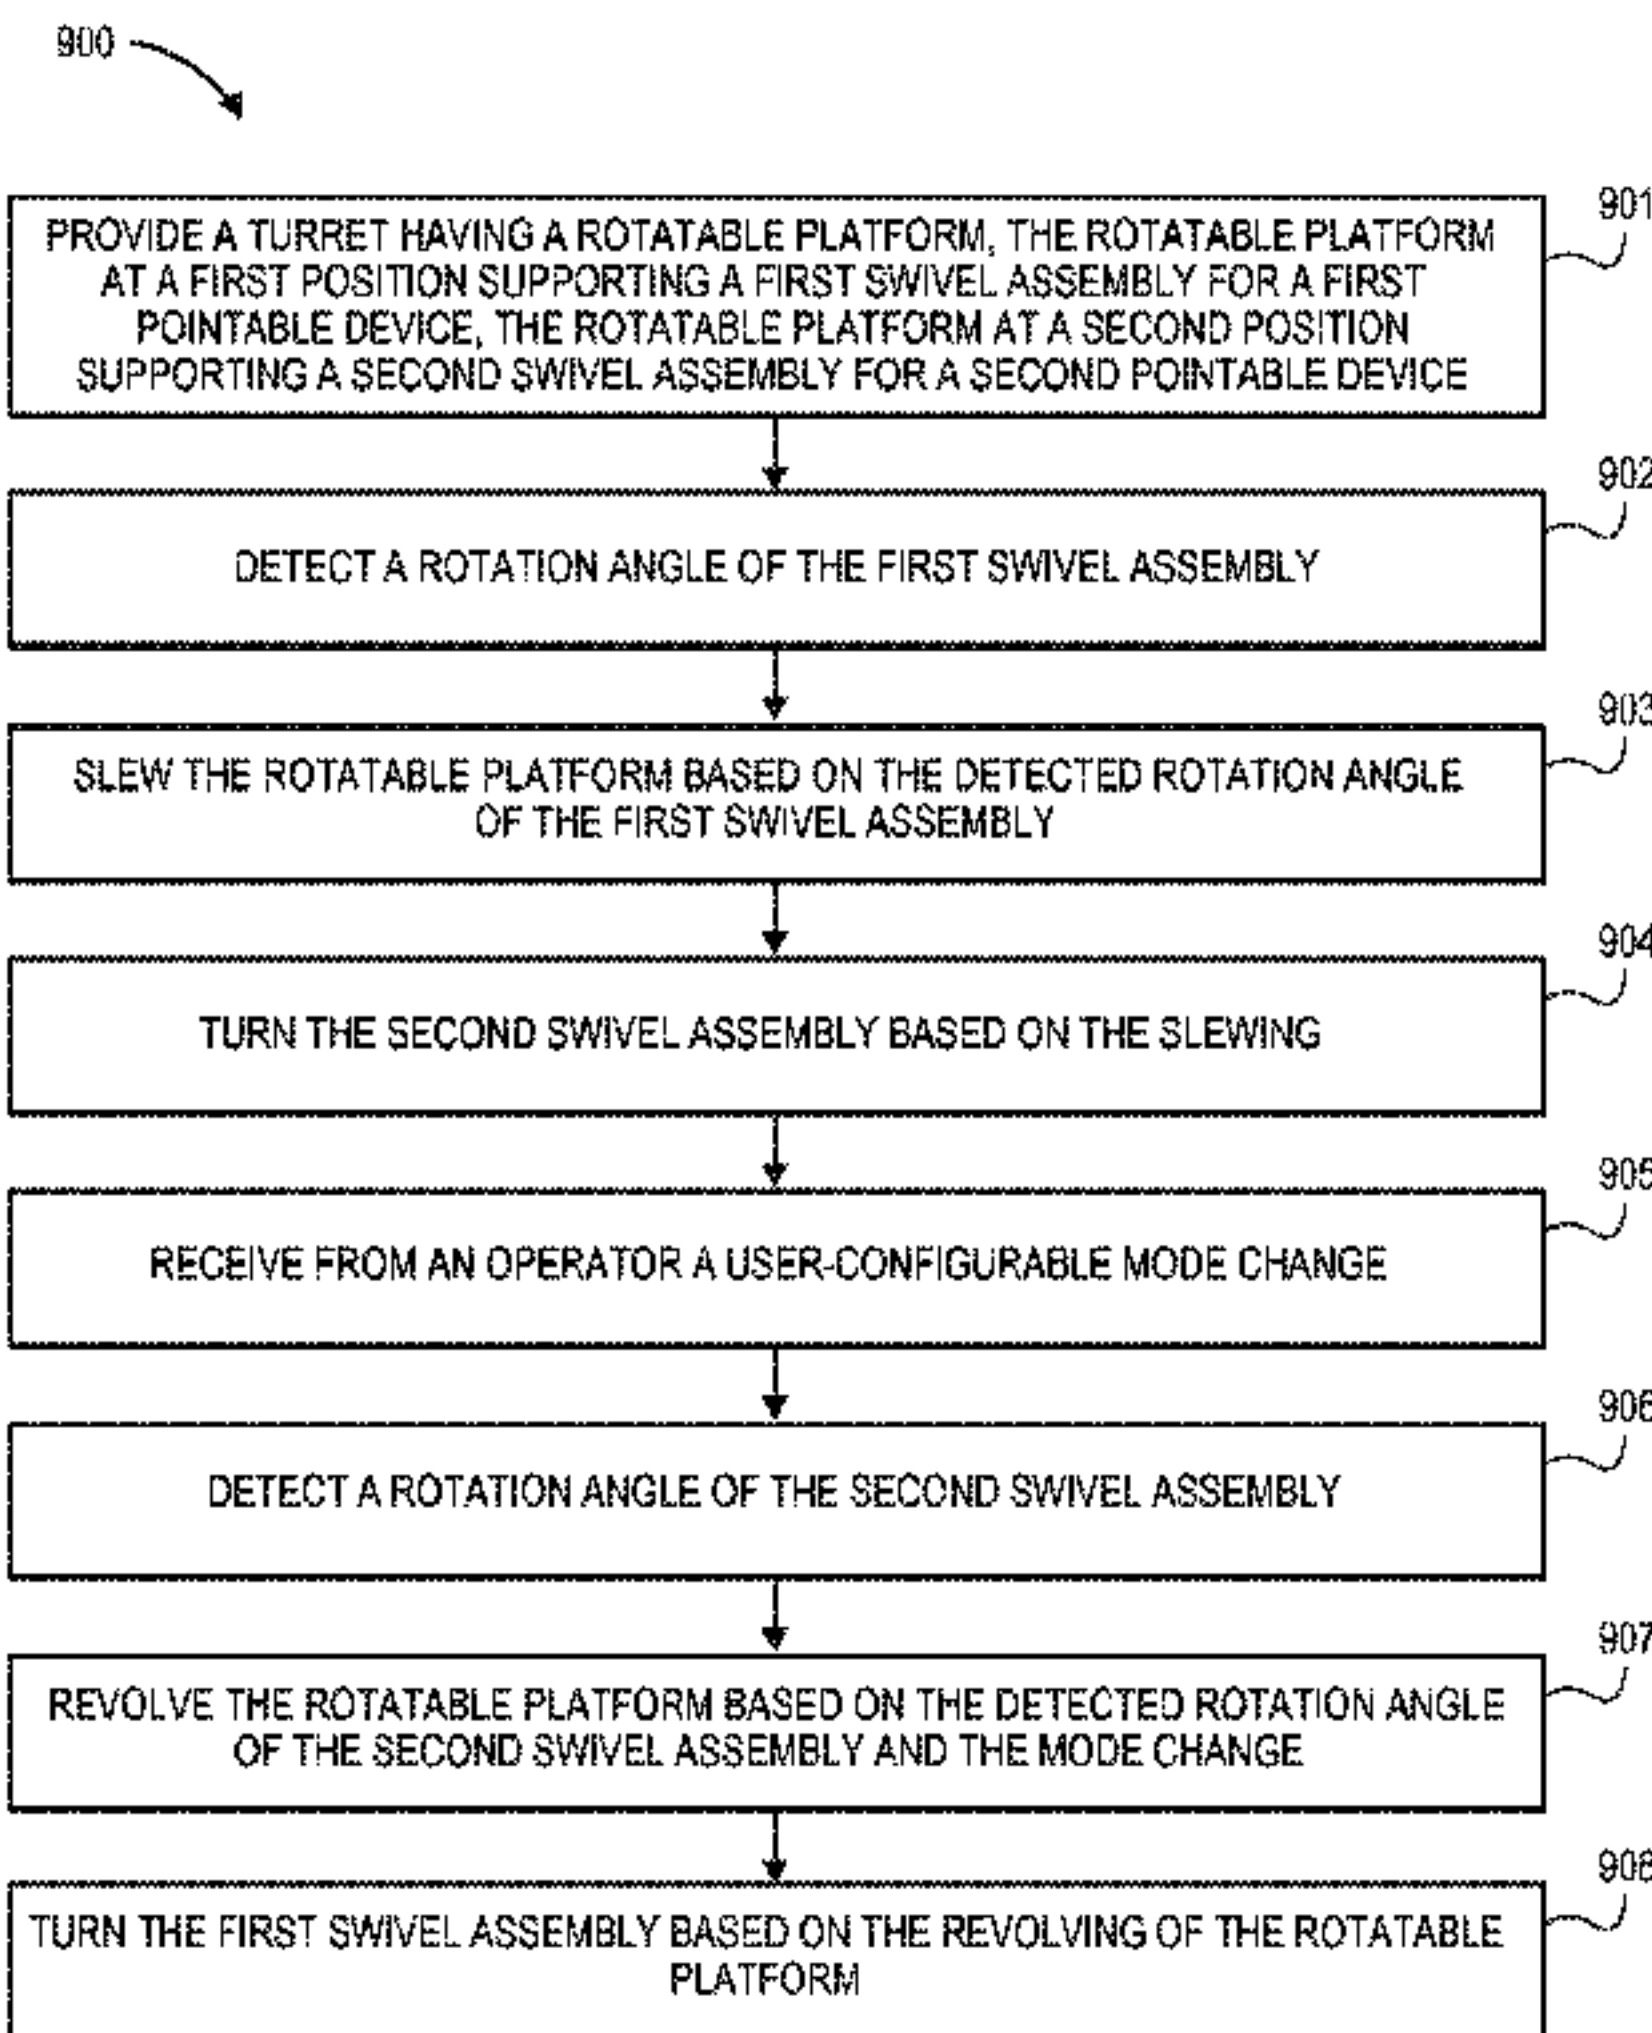 900
901
PROVIDE A TURRET HAVING A ROTATABLE PLATFORM, THE ROTATABLE PLATFORM
AT A FIRST POSITION SUPPORTING A FIRST SWIVEL ASSEMBLY FOR A FIRST
POINTABLE DEVICE, THE ROTATABLE PLATFORM AT A SECOND POSITION
SUPPORTING A SECOND SWIVEL ASSEMBLY FOR A SECOND POINTABLE DEVICE
902
DETECT A ROTATION ANGLE OF THE FIRST SWIVEL ASSEMBLY
903
SLEW THE ROTATABLE PLATFORM BASED ON THE DETECTED ROTATION ANGLE
OF THE FIRST SWIVEL ASSEMBLY
904
TURN THE SECOND SWIVEL ASSEMBLY BASED ON THE SLEWING
905
RECEIVE FROM AN OPERATOR A USER-CONFIGURABLE MODE CHANGE
906
DETECT A ROTATION ANGLE OF THE SECOND SWIVEL ASSEMBLY
907
REVOLVE THE ROTATABLE PLATFORM BASED ON THE DETECTED ROTATION ANGLE
OF THE SECOND SWIVEL ASSEMBLY AND THE MODE CHANGE
908
TURN THE FIRST SWIVEL ASSEMBLY BASED ON THE REVOLVING OF THE ROTATABLE
PLATFORM